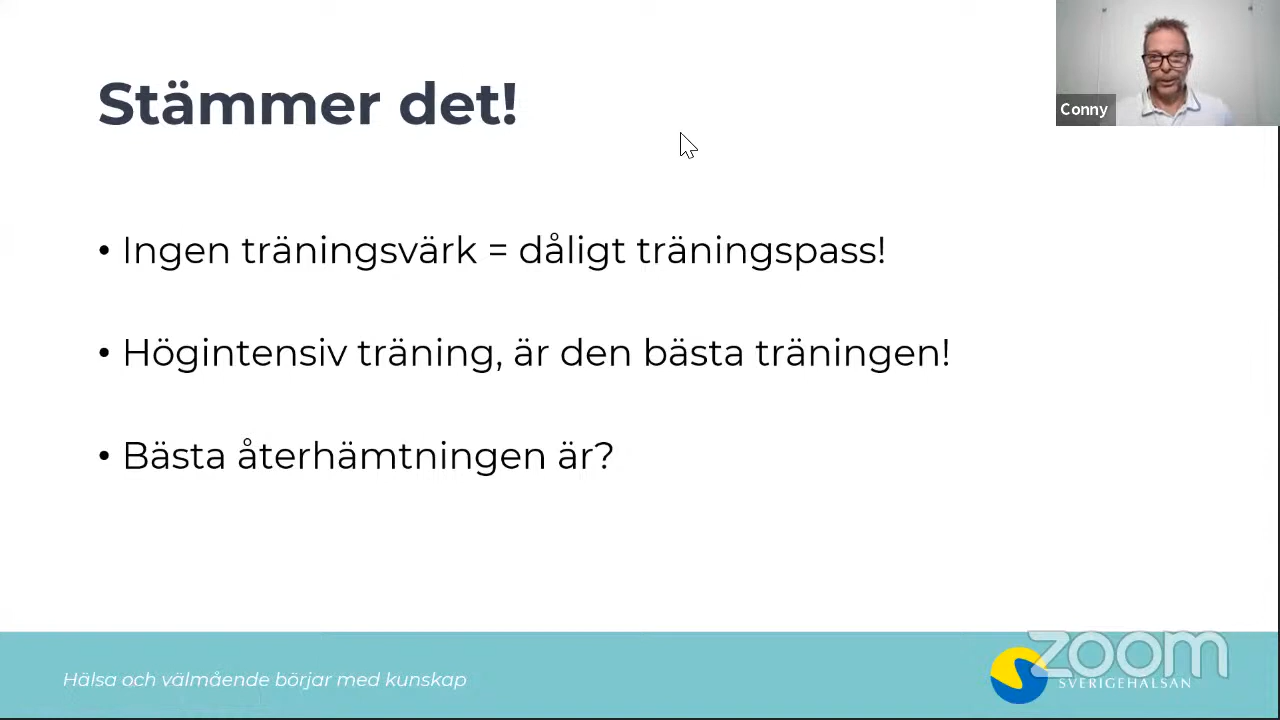 Stämmer det!
Conny
• Ingen träningsvärk = dåligt träningspass!
• Högintensiv träning, är den bästa träningen!
• Bästa återhämtningen är?
Hälsa och välmående börjar med kunskap
zoom
SVERIGEHÄLSAN